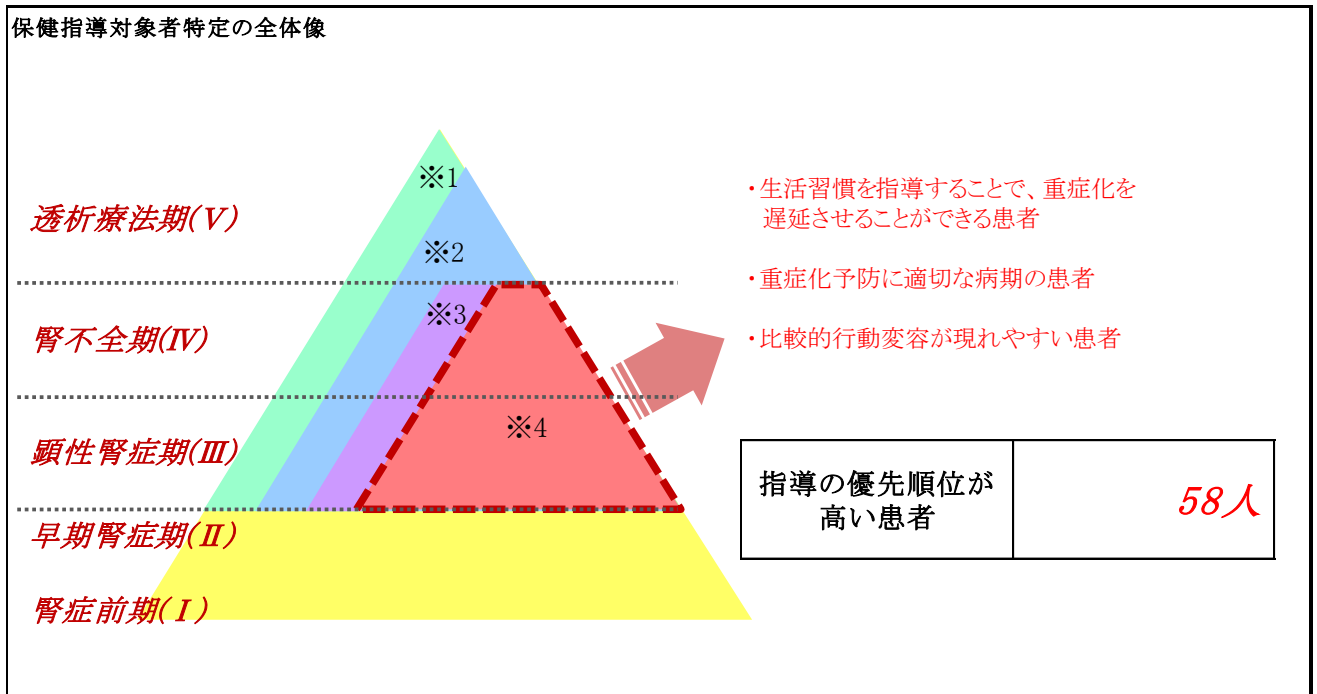 保健指導対象者特定の全体像
※1
透析療法期(Ⅴ)
※2
※3
腎不全期(Ⅳ)
※4
顕性腎症期(Ⅲ)
早期腎症期(Ⅱ)
腎症前期(Ⅰ)
・生活習慣を指導することで、重症化を
遅延させることができる患者
・重症化予防に適切な病期の患者
・比較的行動変容が現れやすい患者
指導の優先順位が
高い患者
58人